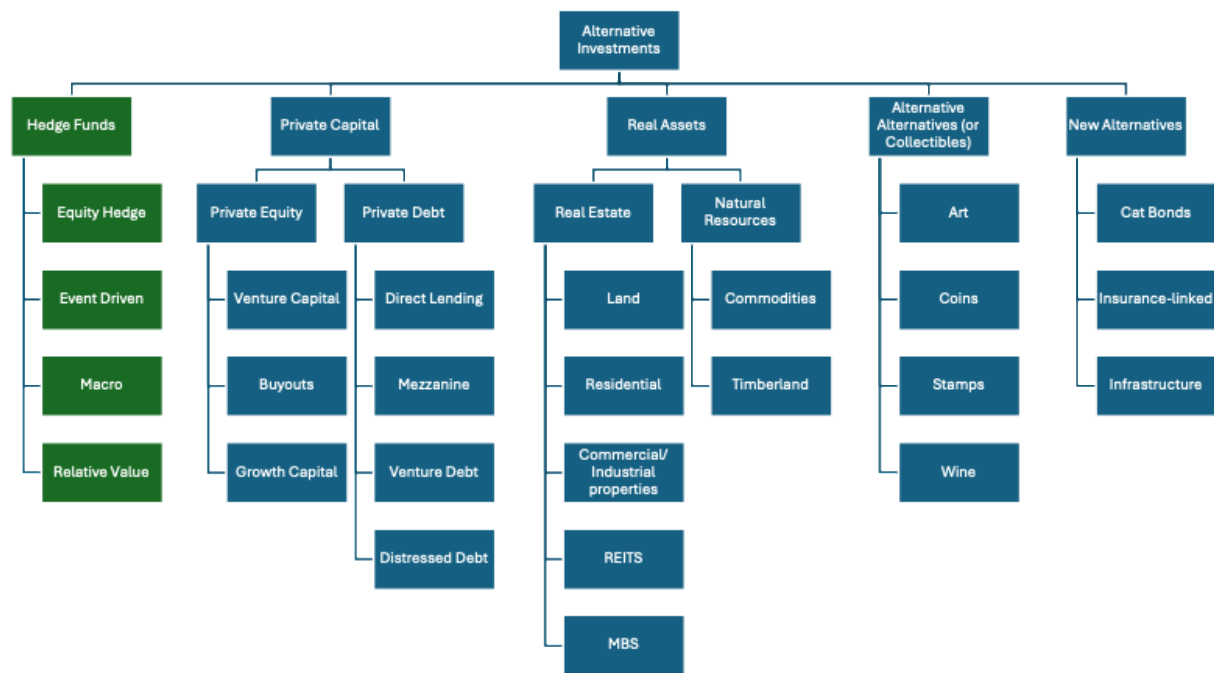 Alternative
Investments
Hedge Funds
Private Capital
Real Assets
Alternative
Alternatives (or
Collectibles)
New Alternatives
Equity Hedge
Private Equity
Private Debt
Real Estate
Natural
Resources
Art
Cat Bonds
Event Driven
Venture Capital
Direct Lending
Land
Commodities
Coins
Insurance-linked
Macro
Buyouts
Mezzanine
Residential
Timberland
Stamps
Infrastructure
Relative Value
Growth Capital
Venture Debt
Commercial/
Industrial
properties
Wine
Distressed Debt
REITS
MBS